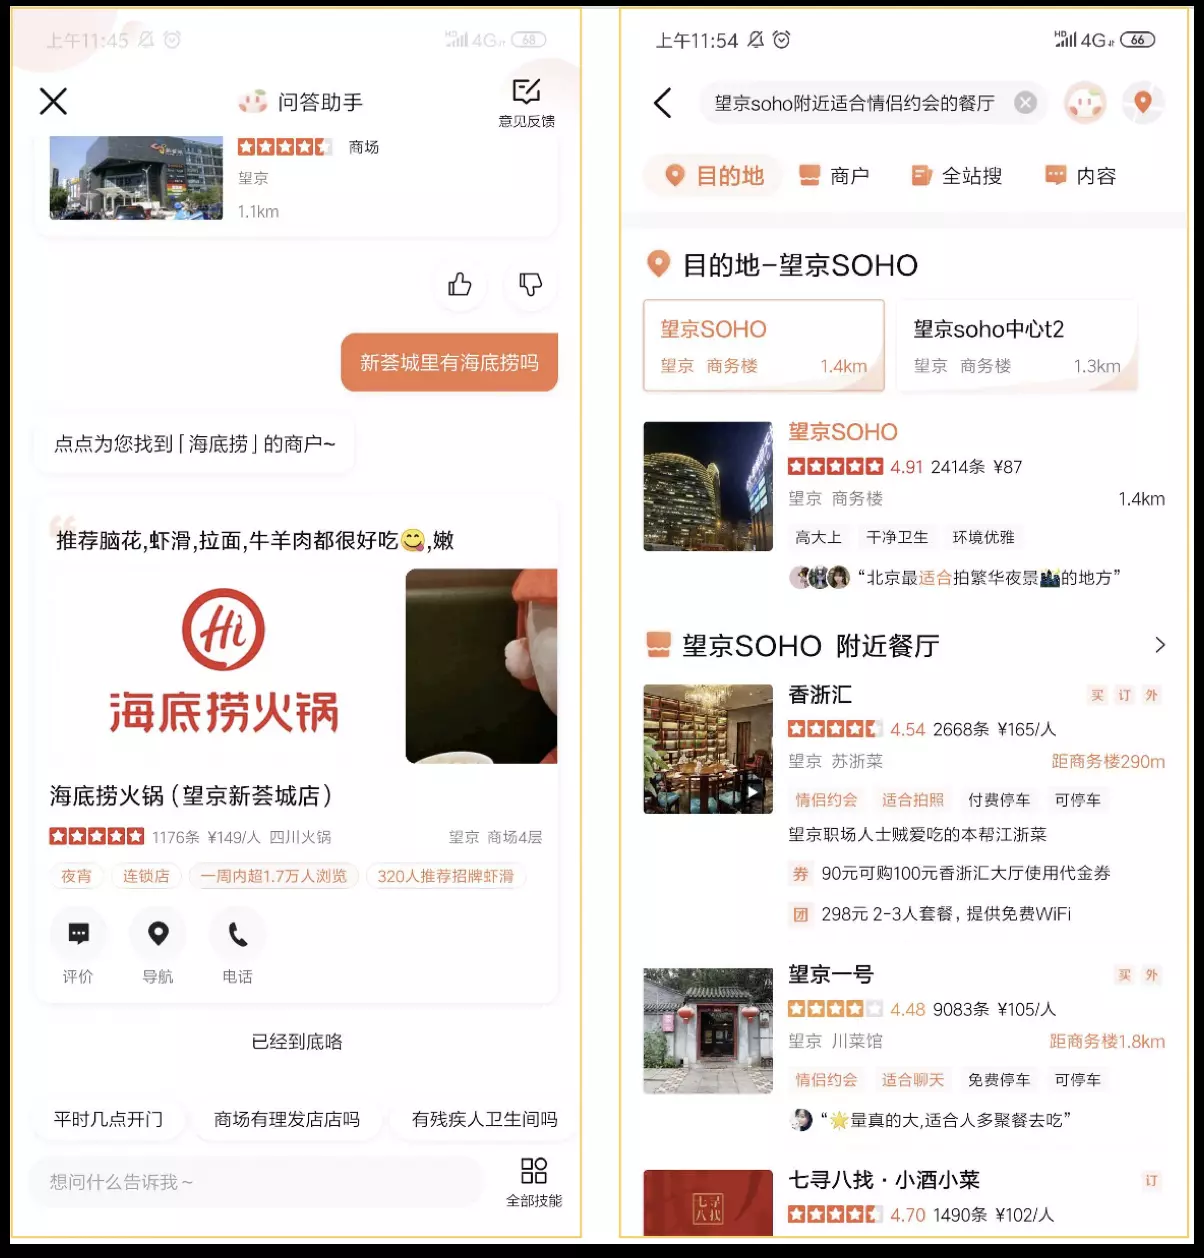 上午11:45
HD 4G 68
问答助手
意见反馈
商场
望京
1.1km
新荟城里有海底捞吗
点点为您找到「海底捞」的商户~
推荐脑花,虾滑,拉面,牛羊肉都很好吃😋,嫩
Hi
海底捞火锅
海底捞火锅（望京新荟城店）
1176条 ¥149/人 四川火锅 望京 商场4层
夜宵 连锁店 一周内超1.7万人浏览 320人推荐招牌虾滑
评价 导航 电话
已经到底咯
平时几点开门 商场有理发店店吗 有残疾人卫生间吗
想问什么告诉我~
全部技能
上午11:54
HD 4G 66
望京soho附近适合情侣约会的餐厅
目的地 商户 全站搜 内容
目的地-望京SOHO
望京SOHO
望京 商务楼 1.4km
望京soho中心t2
望京 商务楼 1.3km
望京SOHO
4.91 2414条 ¥87
望京 商务楼 1.4km
高大上 干净卫生 环境优雅
“北京最适合拍繁华夜景🌃的地方”
望京SOHO 附近餐厅
香浙汇 买 订 外
4.54 2668条 ¥165/人
望京 苏浙菜 距商务楼290m
情侣约会 适合拍照 付费停车 可停车
望京职场人士贼爱吃的本帮江浙菜
券 90元可购100元香浙汇大厅使用代金券
团 298元 2-3人套餐，提供免费WiFi
望京一号 买 外
4.48 9083条 ¥105/人
望京 川菜馆 距商务楼1.8km
情侣约会 适合聊天 免费停车 可停车
“🌟量真的大,适合人多聚餐去吃”
七寻八找·小酒小菜 订
七寻
八找
4.70 1490条 ¥102/人